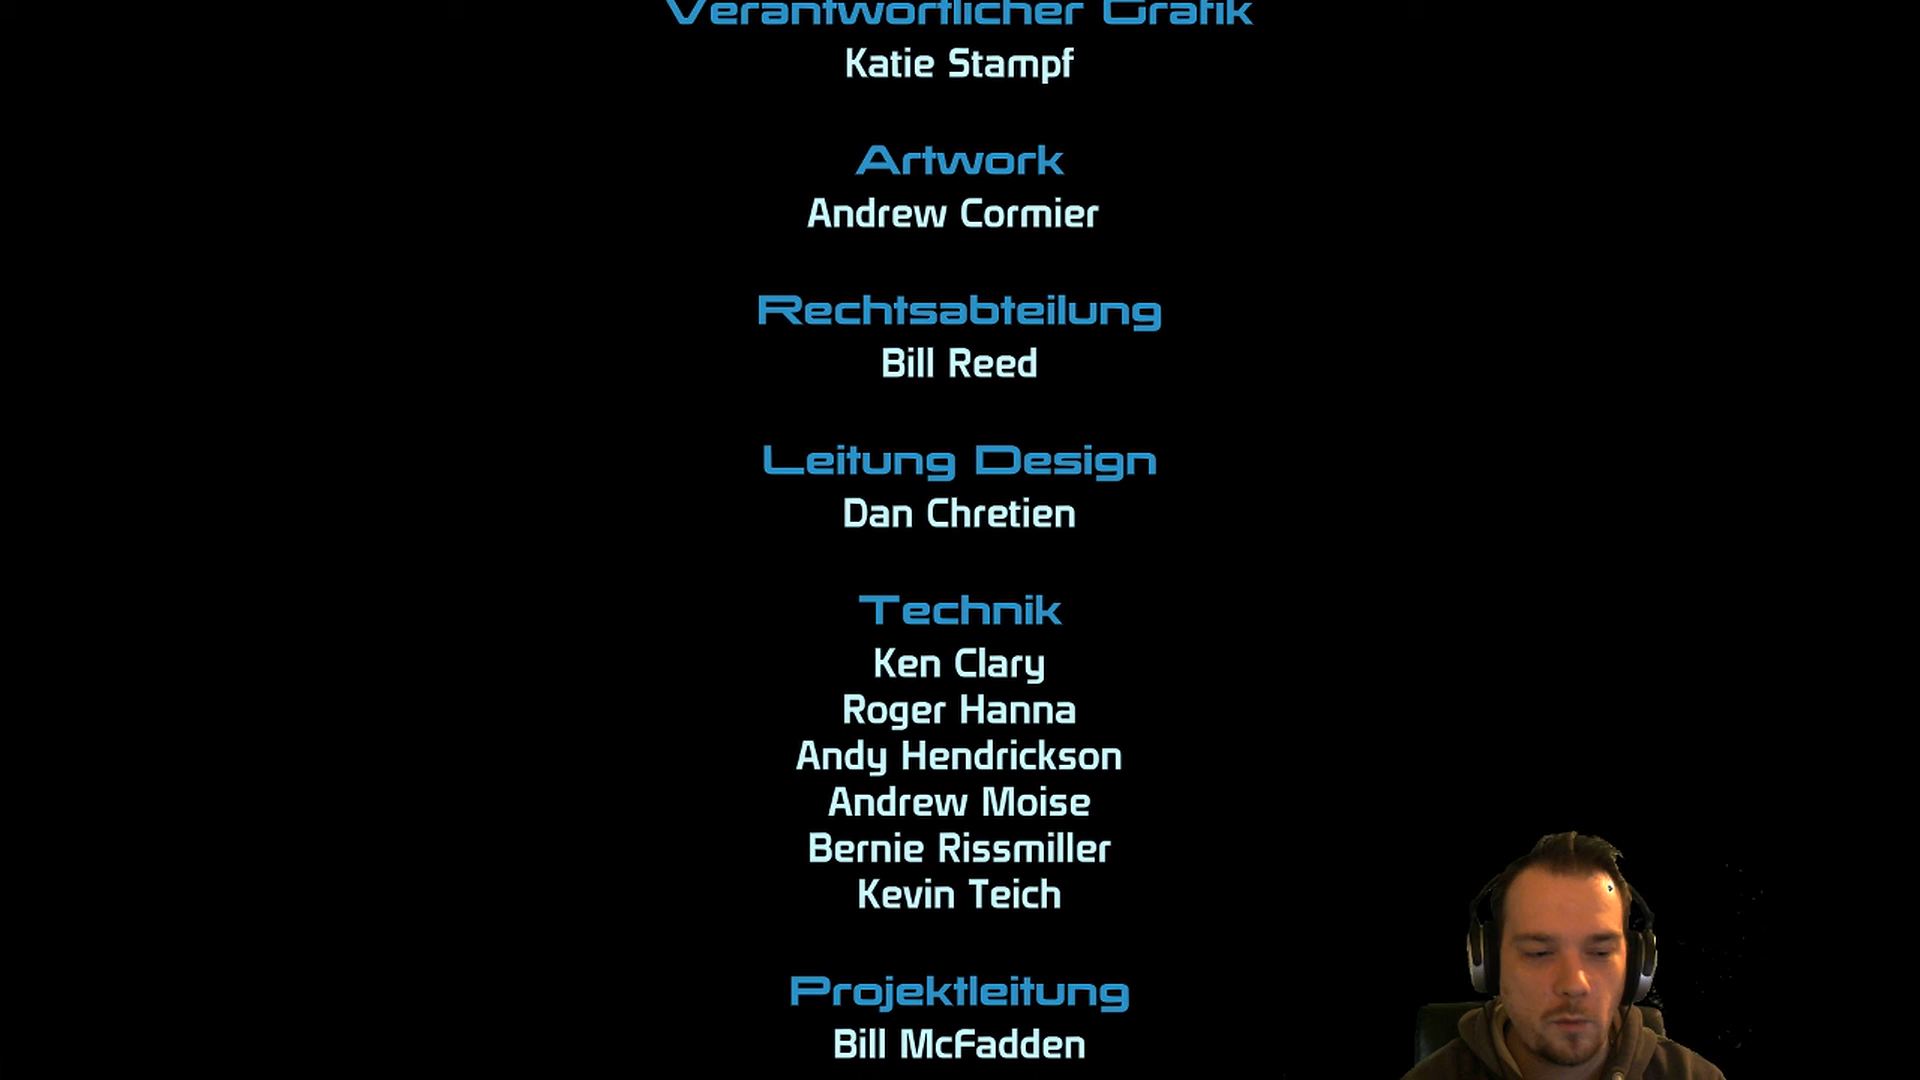 Verantwortlicher Grafik
Katie Stampf
Artwork
Andrew Cormier
Rechtsabteilung
Bill Reed
Leitung Design
Dan Chretien
Technik
Ken Clary
Roger Hanna
Andy Hendrickson
Andrew Moise
Bernie Rissmiller
Kevin Teich
Projektleitung
Bill McFadden